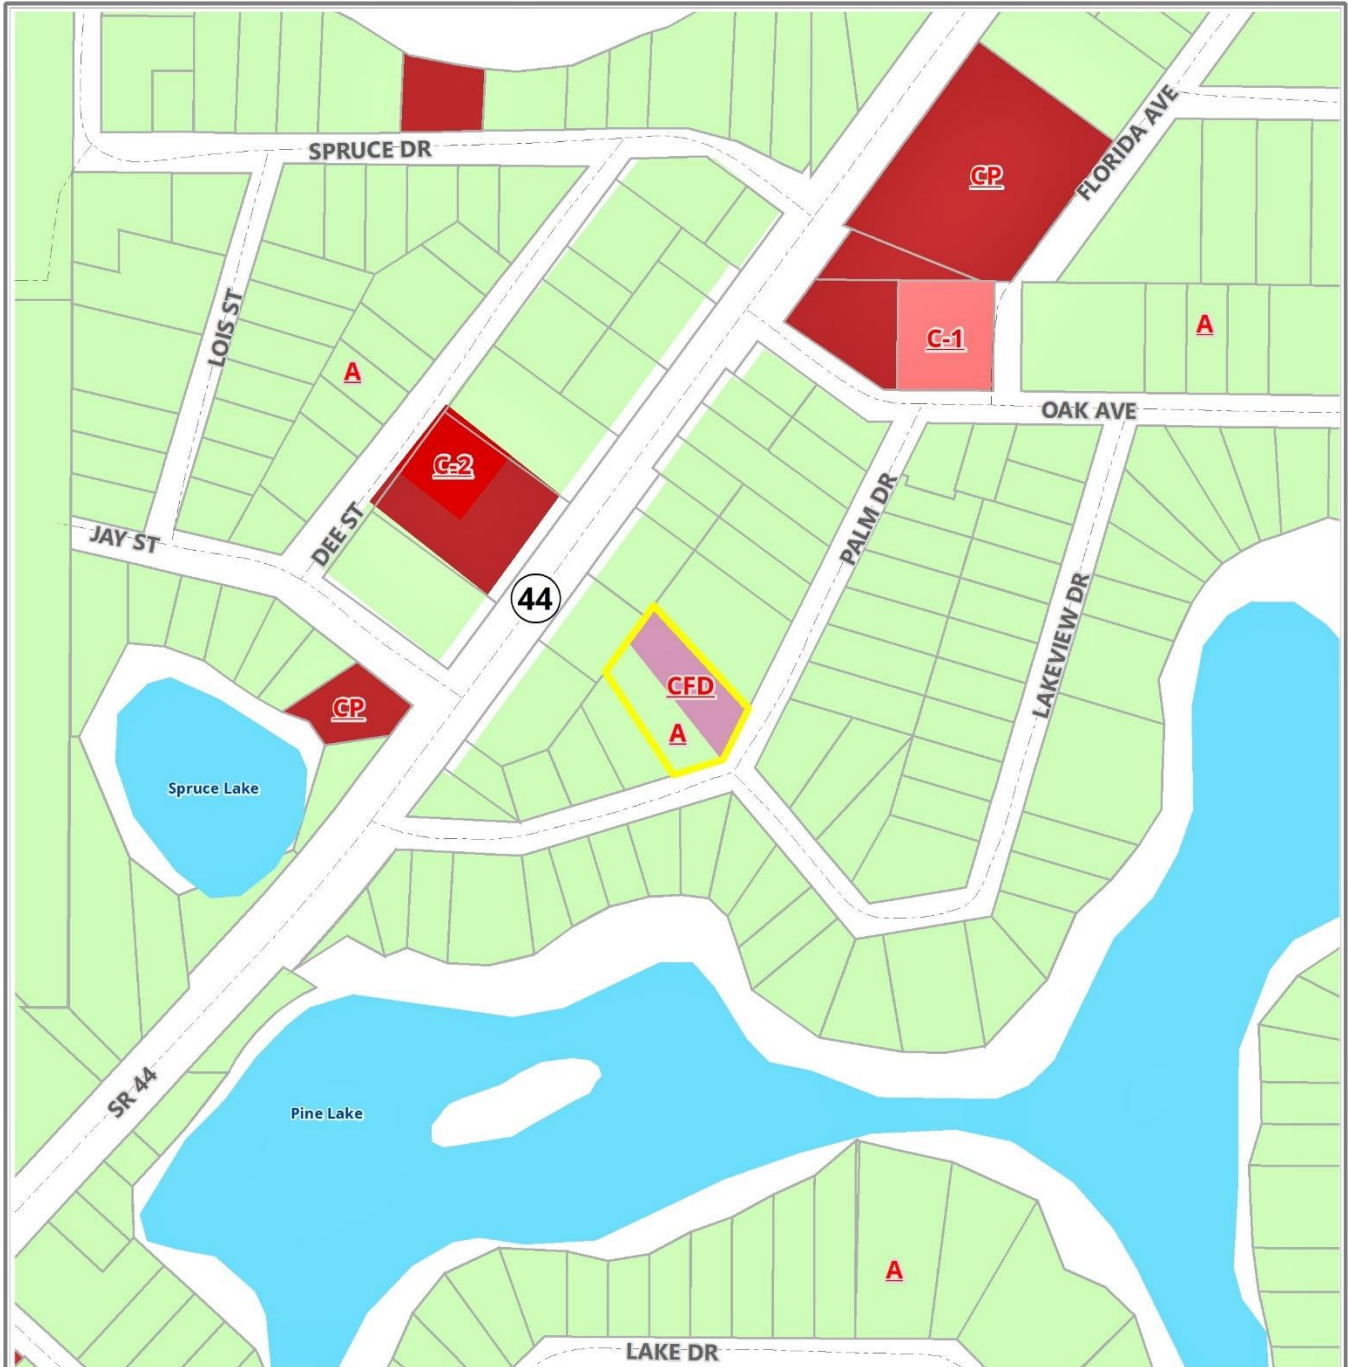 SPRUCE DR
FLORIDA AVE
CP
LOIS ST
A
C-1
A
OAK AVE
C-2
DEE ST
PALM DR
JAY ST
44
LAKEVIEW DR
CFD
CP
A
Spruce Lake
SR 44
Pine Lake
A
LAKE DR